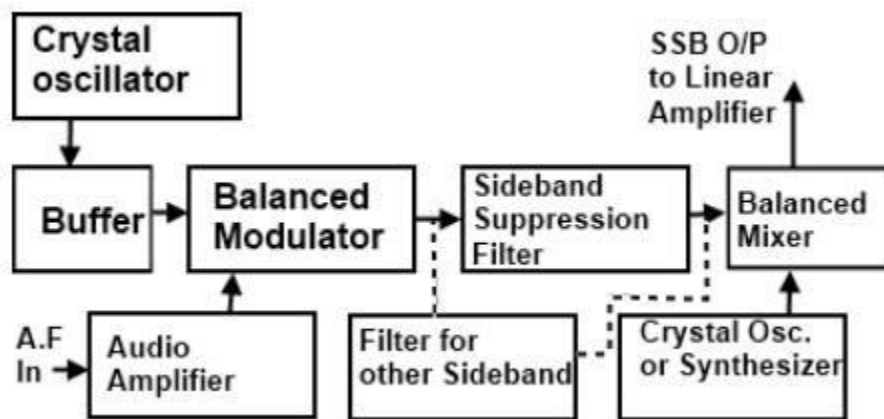 Crystal
oscillator
SSB O/P
to Linear
Amplifier
Buffer
Balanced
Modulator
Sideband
Suppression
Filter
Balanced
Mixer
A.F
In
Audio
Amplifier
Filter for
other Sideband
Crystal Osc.
or Synthesizer